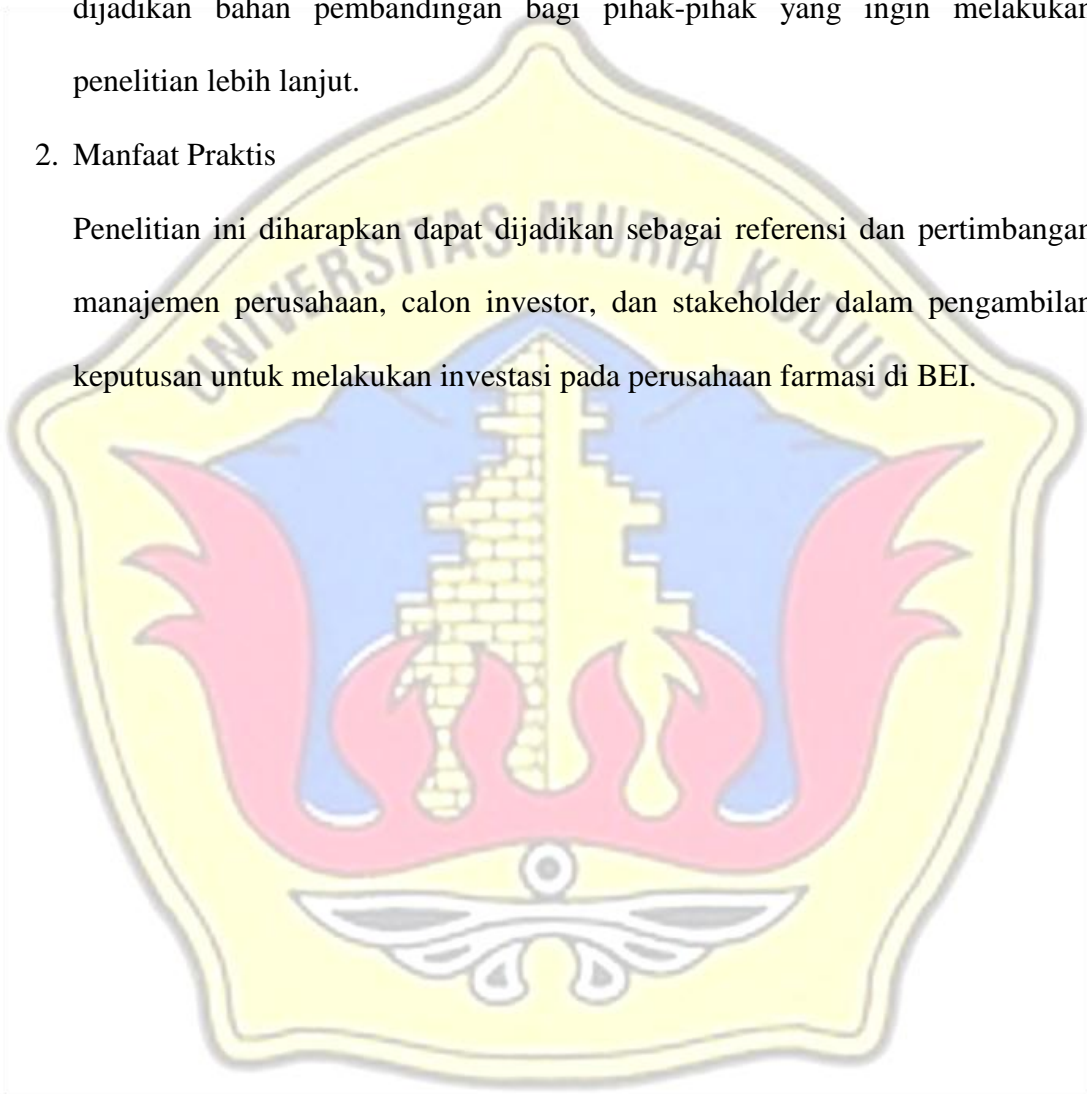 dijadikan bahan pembandingan bagi pihak-pihak yang ingin melakukan
penelitian lebih lanjut.
2. Manfaat Praktis
Penelitian ini diharapkan dapat dijadikan sebagai referensi dan pertimbangan
manajemen perusahaan, calon investor, dan stakeholder dalam pengambilan
keputusan untuk melakukan investasi pada perusahaan farmasi di BEI.
UNIVERSITAS MURIA KUDUS